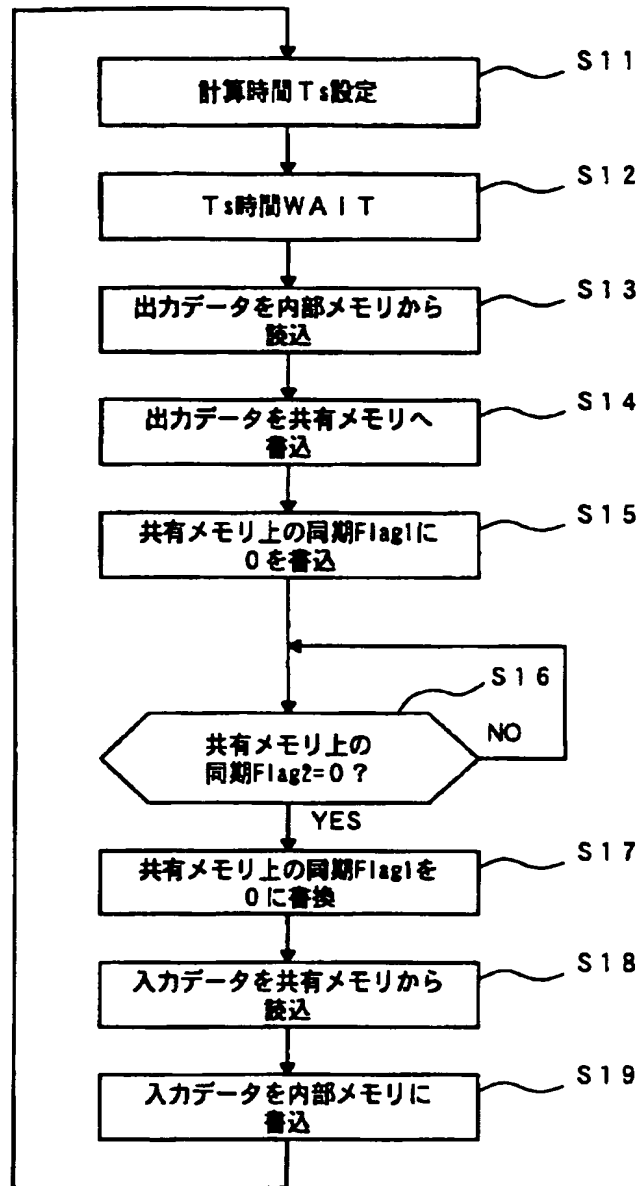 S11
計算時間Ts設定
S12
Ts時間WAIT
S13
出力データを内部メモリから
読込
S14
出力データを共有メモリへ
書込
S15
共有メモリ上の同期Flag1に
0を書込
S16
共有メモリ上の
同期Flag2=0?
NO
YES
S17
共有メモリ上の同期Flag1を
0に書換
S18
入力データを共有メモリから
読込
S19
入力データを内部メモリに
書込